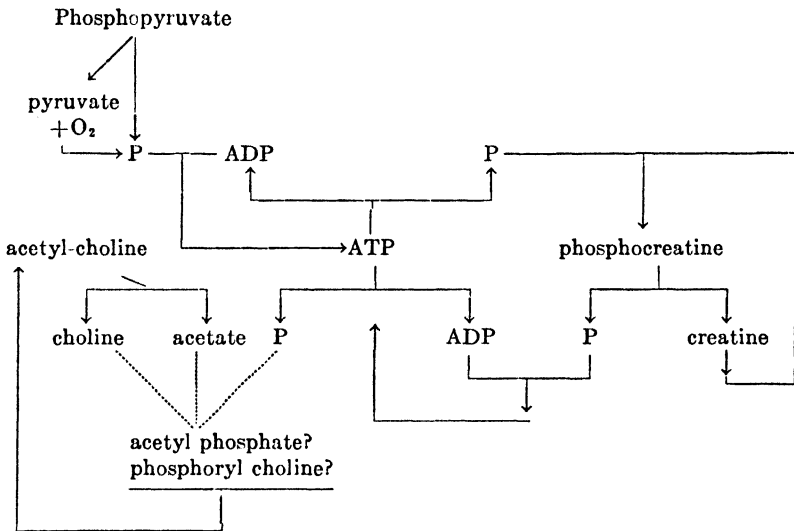 Phosphopyruvate
pyruvate
+O₂
P ADP P
acetyl-choline ATP phosphocreatine
choline acetate P ADP P creatine
acetyl phosphate?
phosphoryl choline?